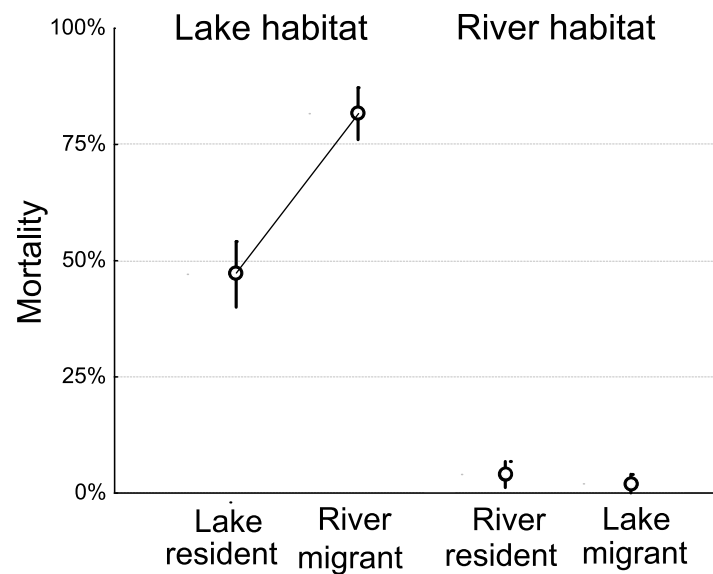 Lake habitat River habitat
100%
75%
50%
25%
0%
Mortality
Lake resident
River migrant
River resident
Lake migrant